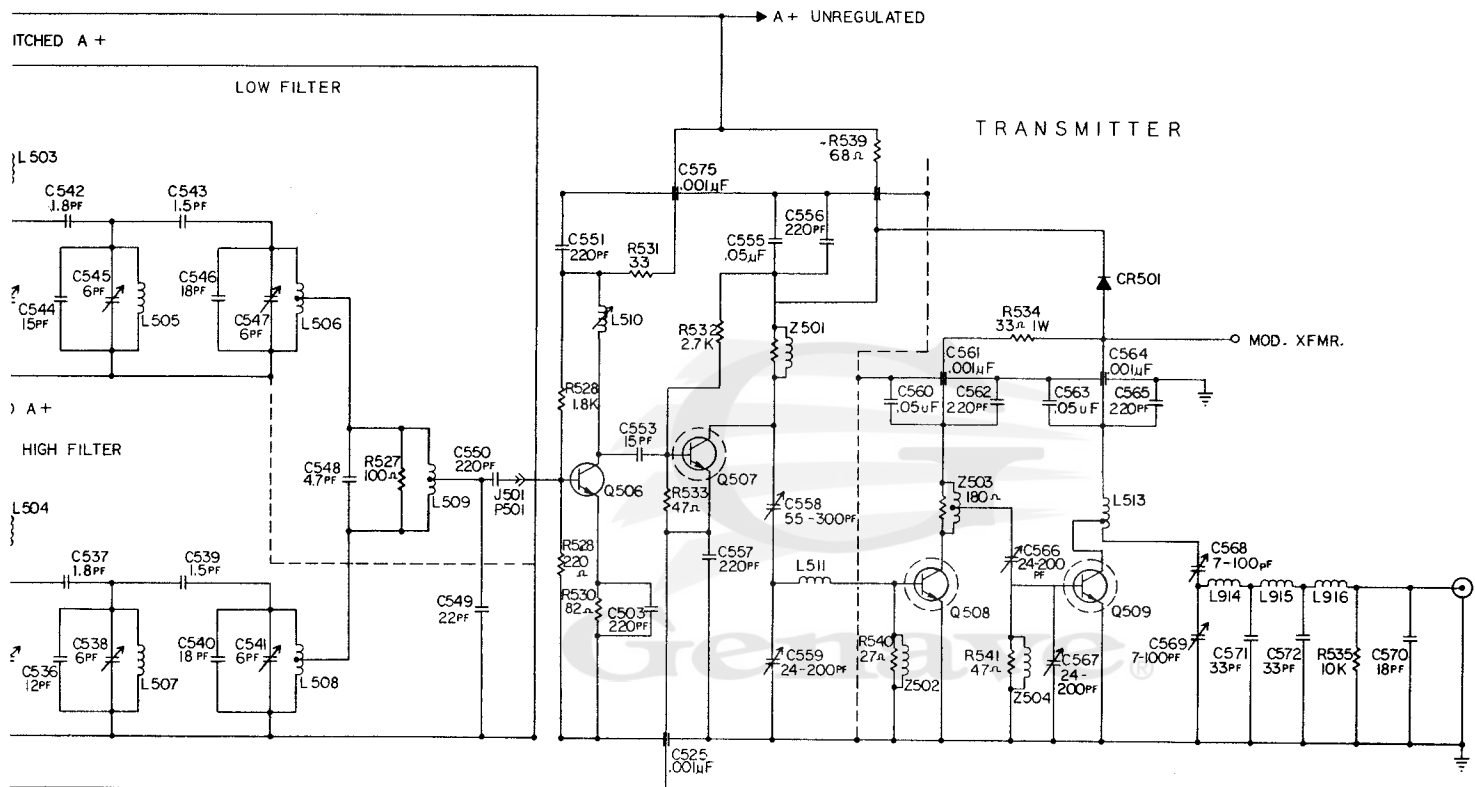 A+ UNREGULATED
ITCHED A+
LOW FILTER
TRANSMITTER
L503
C542
1.8PF
C543
1.5PF
C545
6PF
C544
15PF
L505
C546
18PF
C547
6PF
L506
A+
HIGH FILTER
L504
C537
1.8PF
C539
1.5PF
C538
6PF
C536
12PF
L507
C540
18PF
C541
6PF
L508
C548
4.7PF
R527
100Ω
L509
C550
220PF
J501
P501
C549
22PF
C551
220PF
R531
33
C575
.001µF
R539
68Ω
L510
R528
1.8K
Q506
R528
220
Ω
R530
82Ω
C503
220PF
C553
15PF
R532
2.7K
R533
47Ω
Q507
C557
220PF
C525
.001µF
C555
.05µF
C556
220PF
Z501
C558
55-300PF
L511
C559
24-200PF
CR501
R534
33Ω 1W
MOD. XFMR.
C561
.001µF
C560
.05uF
C562
220PF
C564
.001µF
C563
.05uF
C565
220PF
Z503
180Ω
Q508
R540
27Ω
Z502
C566
24-200
PF
R541
47Ω
Z504
C567
24-
200PF
L513
Q509
C568
7-100pF
C569
7-100PF
L914
L915
L916
C571
33PF
C572
33PF
R535
10K
C570
18PF
Genave®